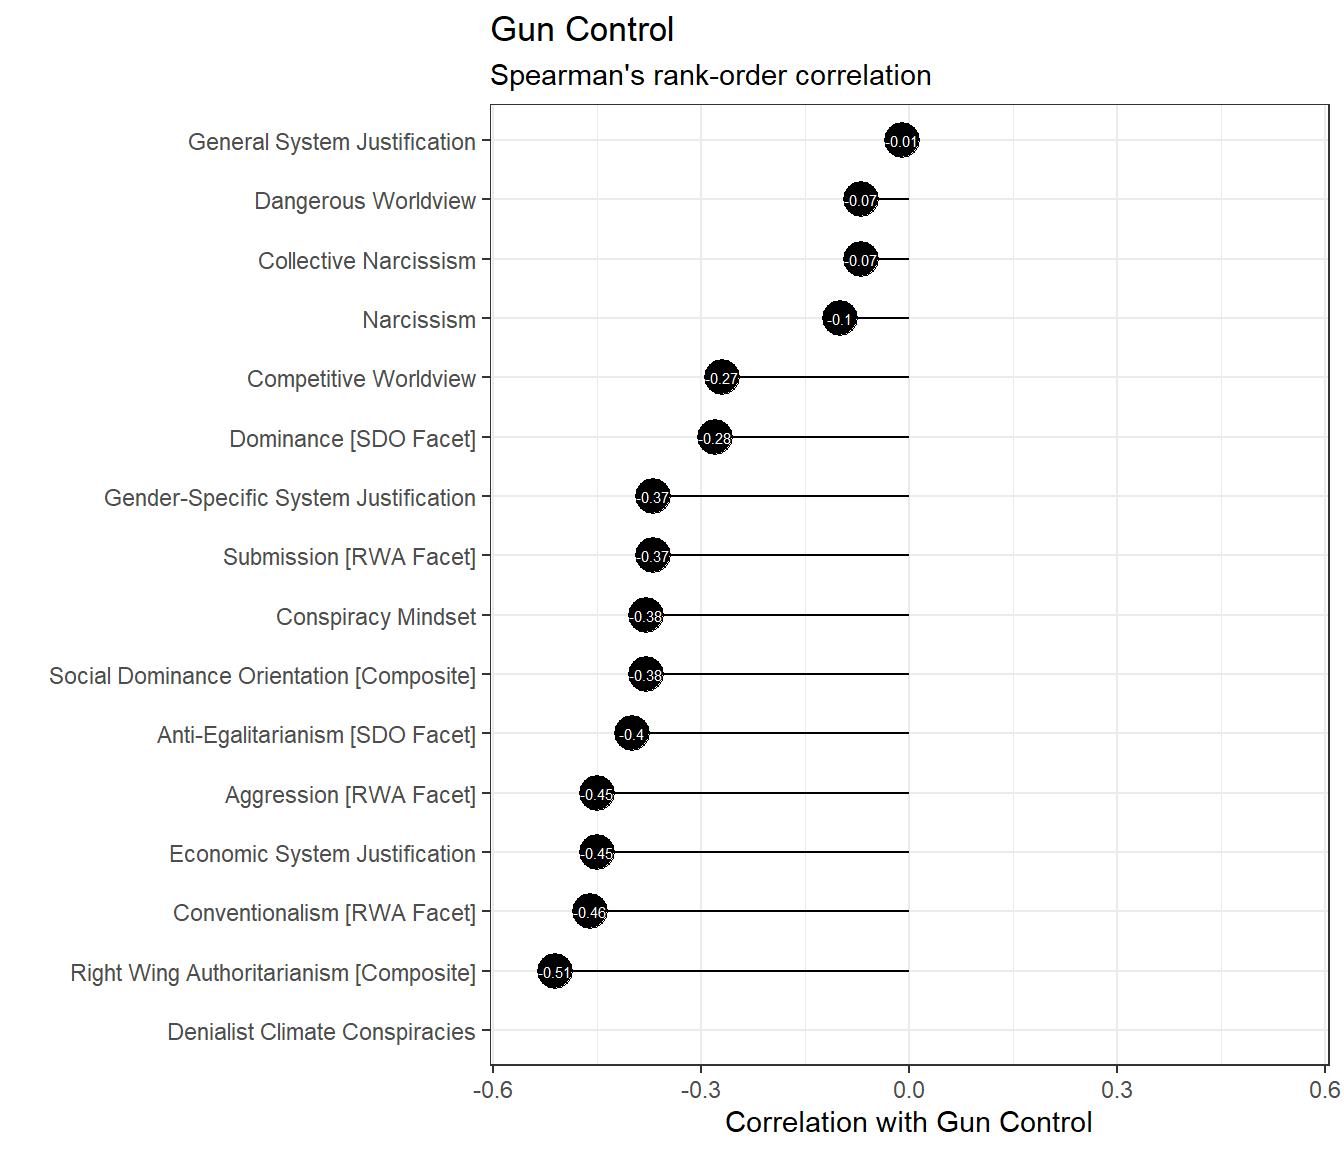 Gun Control
Spearman's rank-order correlation
General System Justification
-0.01
Dangerous Worldview
-0.07
Collective Narcissism
-0.07
Narcissism
-0.1
Competitive Worldview
-0.27
Dominance [SDO Facet]
-0.28
Gender-Specific System Justification
-0.37
Submission [RWA Facet]
-0.37
Conspiracy Mindset
-0.38
Social Dominance Orientation [Composite]
-0.38
Anti-Egalitarianism [SDO Facet]
-0.4
Aggression [RWA Facet]
-0.45
Economic System Justification
-0.45
Conventionalism [RWA Facet]
-0.46
Right Wing Authoritarianism [Composite]
-0.51
Denialist Climate Conspiracies
-0.6 -0.3 0.0 0.3 0.6
Correlation with Gun Control